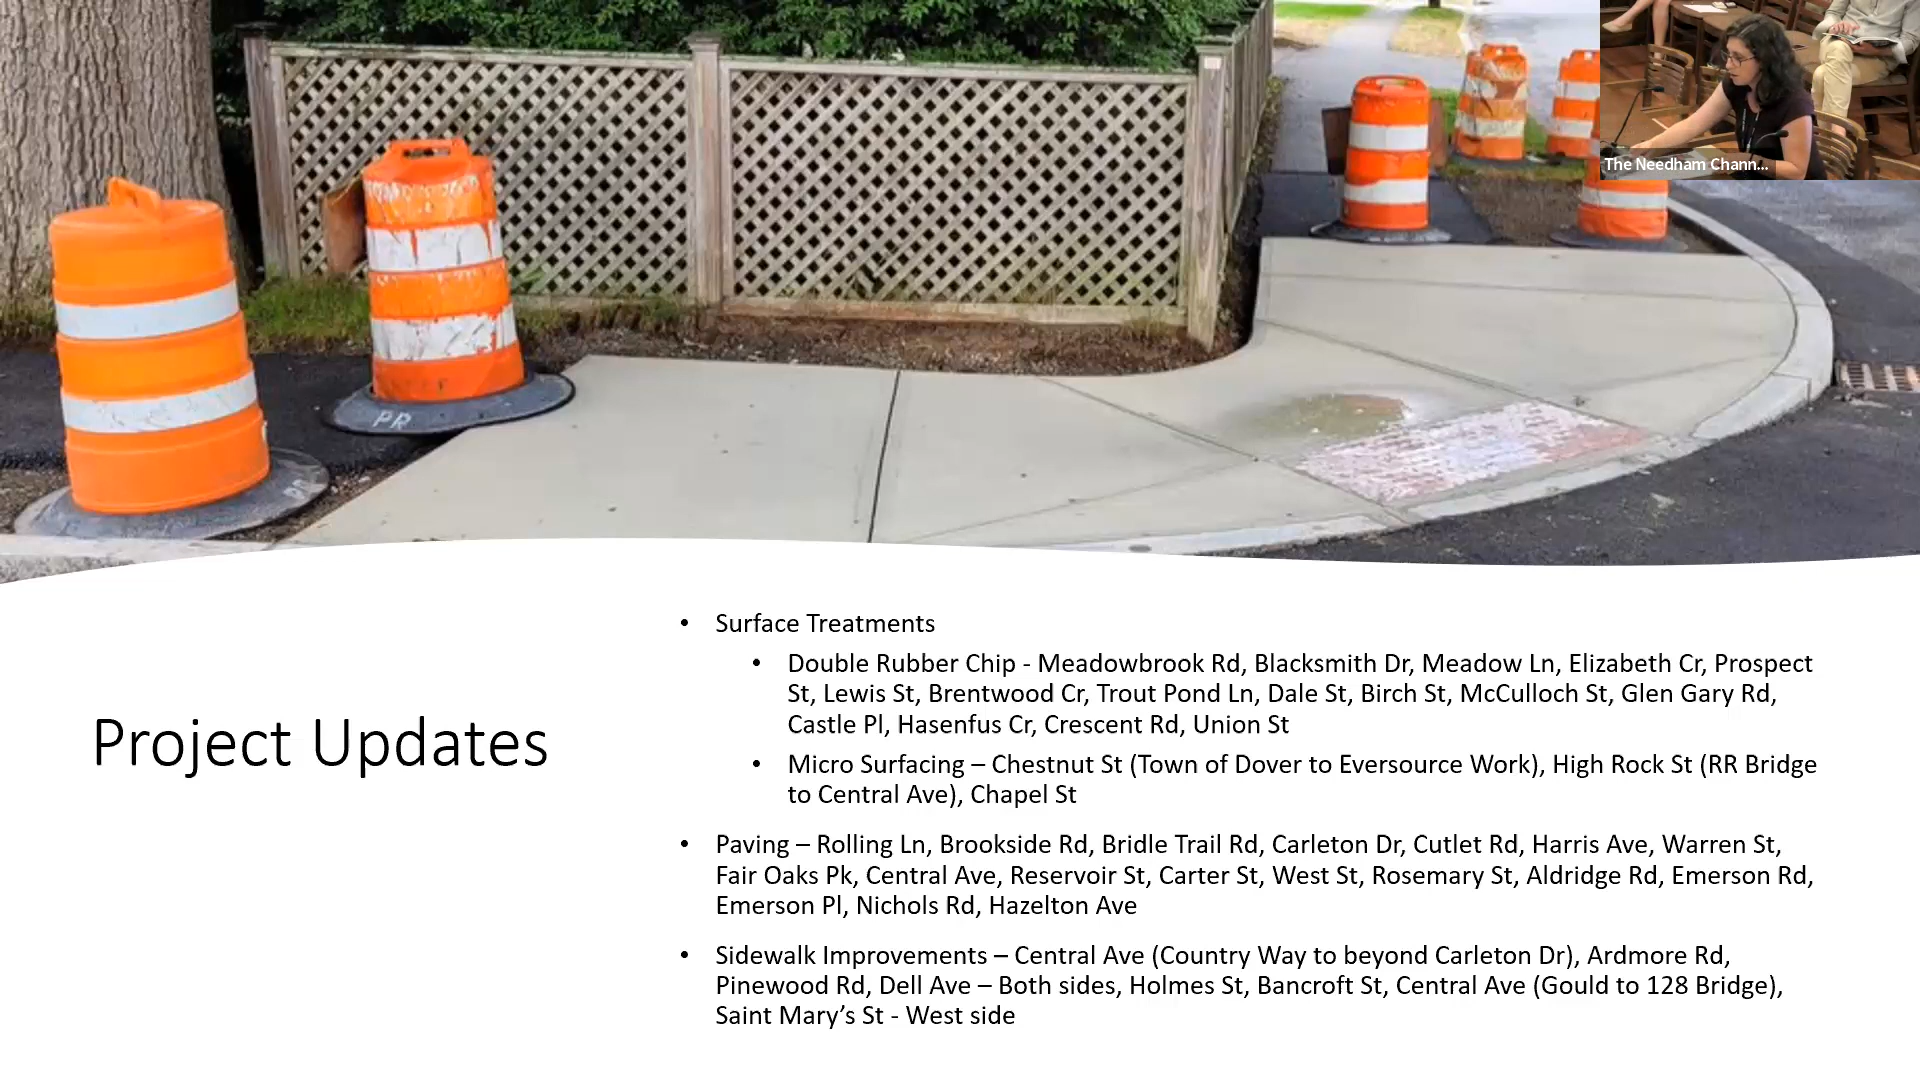 The Needham Chann...
PR
PR
Project Updates
• Surface Treatments
• Double Rubber Chip - Meadowbrook Rd, Blacksmith Dr, Meadow Ln, Elizabeth Cr, Prospect
St, Lewis St, Brentwood Cr, Trout Pond Ln, Dale St, Birch St, McCulloch St, Glen Gary Rd,
Castle Pl, Hasenfus Cr, Crescent Rd, Union St
• Micro Surfacing – Chestnut St (Town of Dover to Eversource Work), High Rock St (RR Bridge
to Central Ave), Chapel St
• Paving – Rolling Ln, Brookside Rd, Bridle Trail Rd, Carleton Dr, Cutlet Rd, Harris Ave, Warren St,
Fair Oaks Pk, Central Ave, Reservoir St, Carter St, West St, Rosemary St, Aldridge Rd, Emerson Rd,
Emerson Pl, Nichols Rd, Hazelton Ave
• Sidewalk Improvements – Central Ave (Country Way to beyond Carleton Dr), Ardmore Rd,
Pinewood Rd, Dell Ave – Both sides, Holmes St, Bancroft St, Central Ave (Gould to 128 Bridge),
Saint Mary’s St - West side